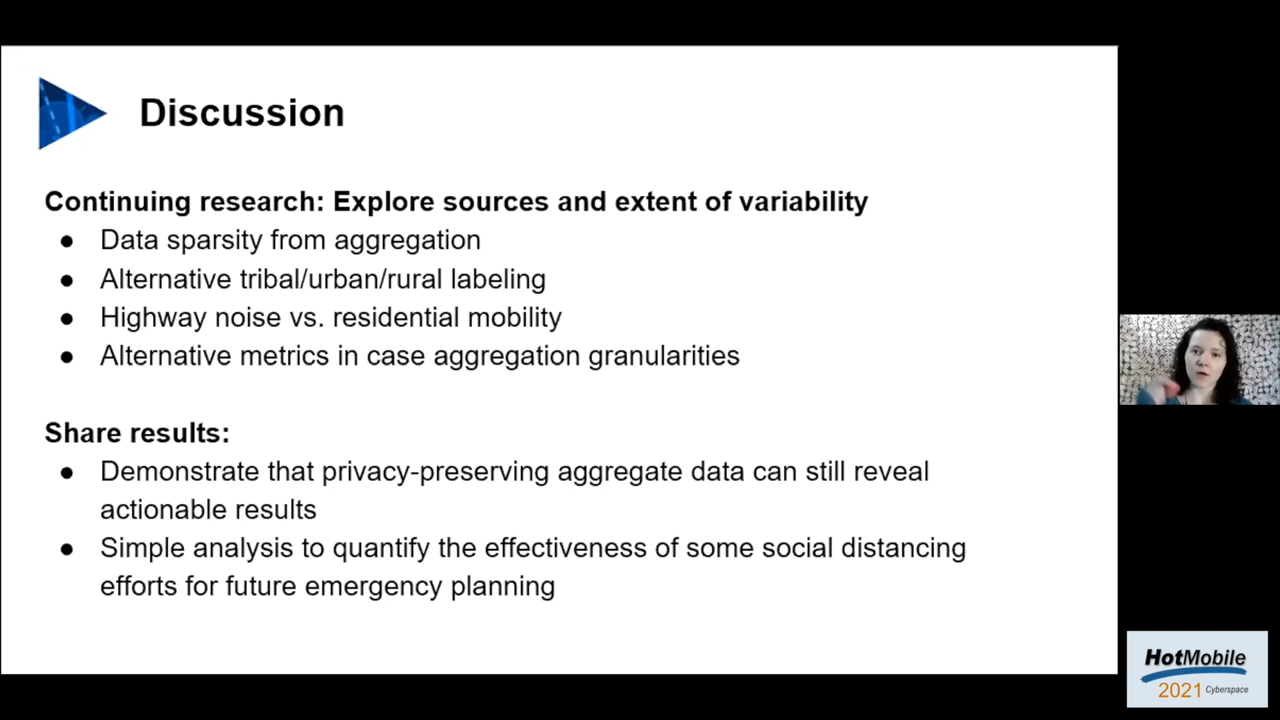 Discussion
Continuing research: Explore sources and extent of variability
● Data sparsity from aggregation
● Alternative tribal/urban/rural labeling
● Highway noise vs. residential mobility
● Alternative metrics in case aggregation granularities
Share results:
● Demonstrate that privacy-preserving aggregate data can still reveal
actionable results
● Simple analysis to quantify the effectiveness of some social distancing
efforts for future emergency planning
HotMobile
2021 Cyberspace